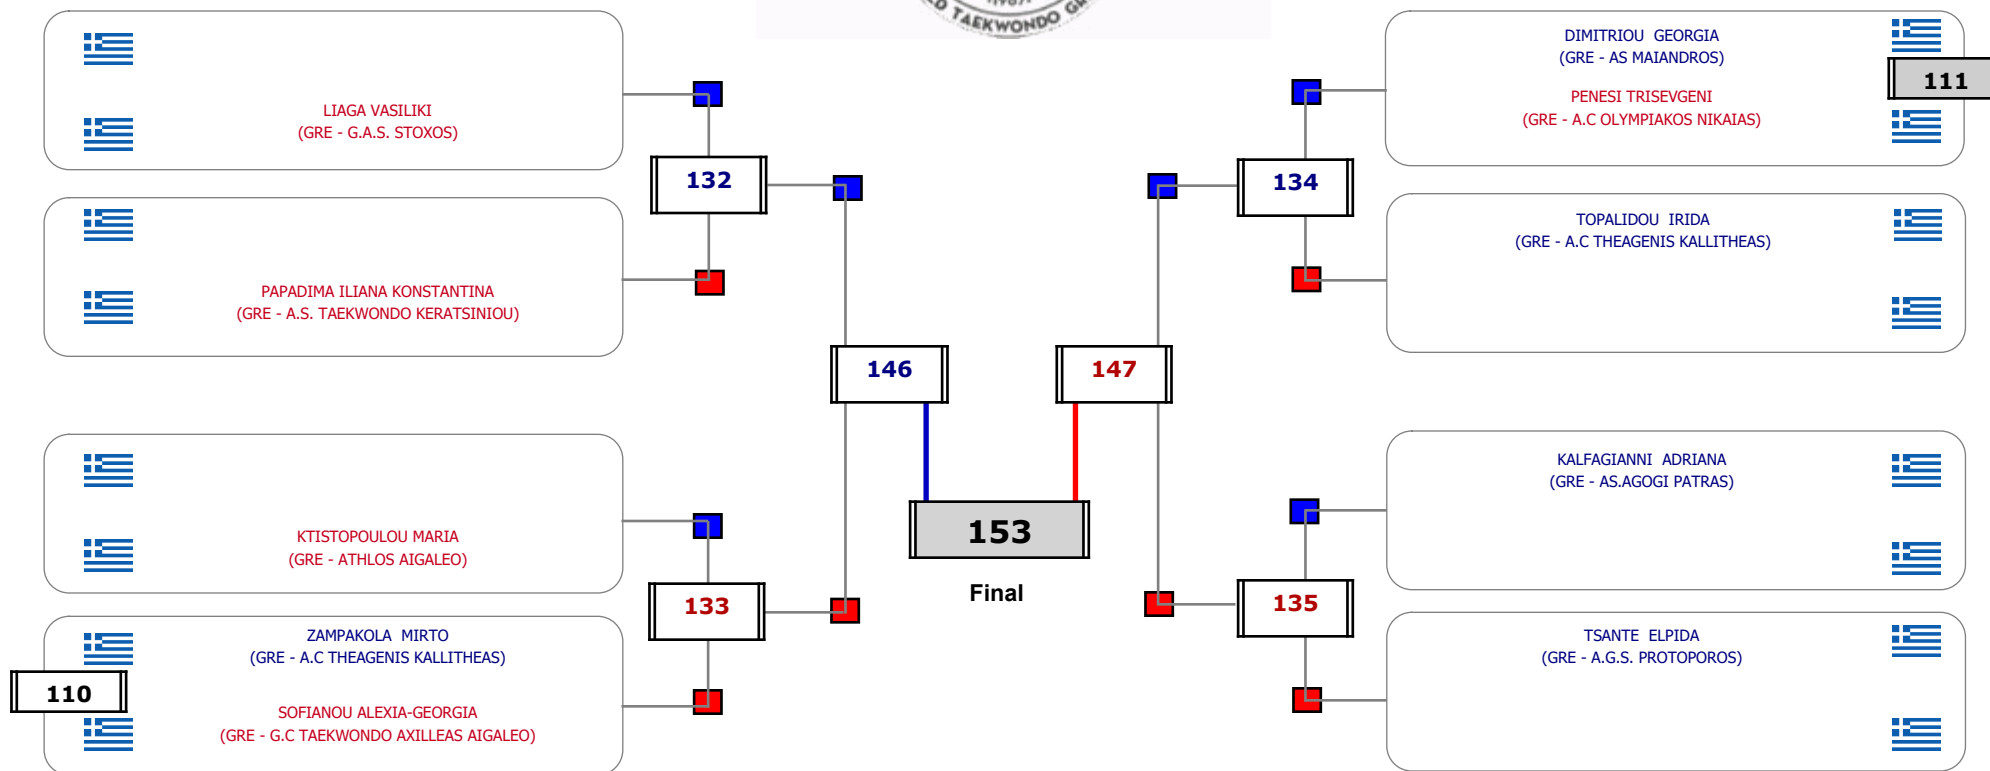 TAEKWONDO
LIAGA VASILIKI
(GRE - G.A.S. STOXOS)
132
PAPADIMA ILIANA KONSTANTINA
(GRE - A.S. TAEKWONDO KERATSINIOU)
146
KTISTOPOULOU MARIA
(GRE - ATHLOS AIGALEO)
133
ZAMPAKOLA MIRTO
(GRE - A.C THEAGENIS KALLITHEAS)
110
SOFIANOU ALEXIA-GEORGIA
(GRE - G.C TAEKWONDO AXILLEAS AIGALEO)
153
Final
DIMITRIOU GEORGIA
(GRE - AS MAIANDROS)
111
PENESI TRISEVGENI
(GRE - A.C OLYMPIAKOS NIKAIAS)
134
TOPALIDOU IRIDA
(GRE - A.C THEAGENIS KALLITHEAS)
147
KALFAGIANNI ADRIANA
(GRE - AS.AGOGI PATRAS)
135
TSANTE ELPIDA
(GRE - A.G.S. PROTOPOROS)